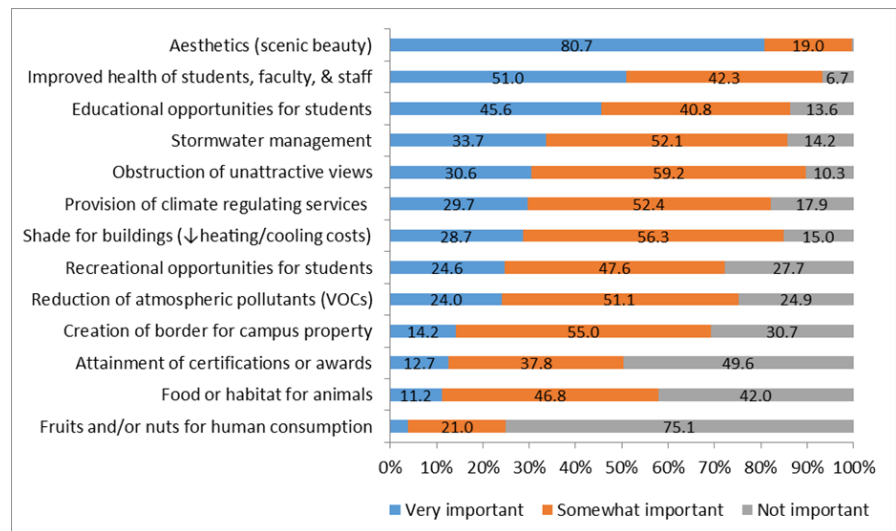 Aesthetics (scenic beauty) 80.7 19.0
Improved health of students, faculty, & staff 51.0 42.3 6.7
Educational opportunities for students 45.6 40.8 13.6
Stormwater management 33.7 52.1 14.2
Obstruction of unattractive views 30.6 59.2 10.3
Provision of climate regulating services 29.7 52.4 17.9
Shade for buildings (↓heating/cooling costs) 28.7 56.3 15.0
Recreational opportunities for students 24.6 47.6 27.7
Reduction of atmospheric pollutants (VOCs) 24.0 51.1 24.9
Creation of border for campus property 14.2 55.0 30.7
Attainment of certifications or awards 12.7 37.8 49.6
Food or habitat for animals 11.2 46.8 42.0
Fruits and/or nuts for human consumption 21.0 75.1
0% 10% 20% 30% 40% 50% 60% 70% 80% 90% 100%
Very important Somewhat important Not important